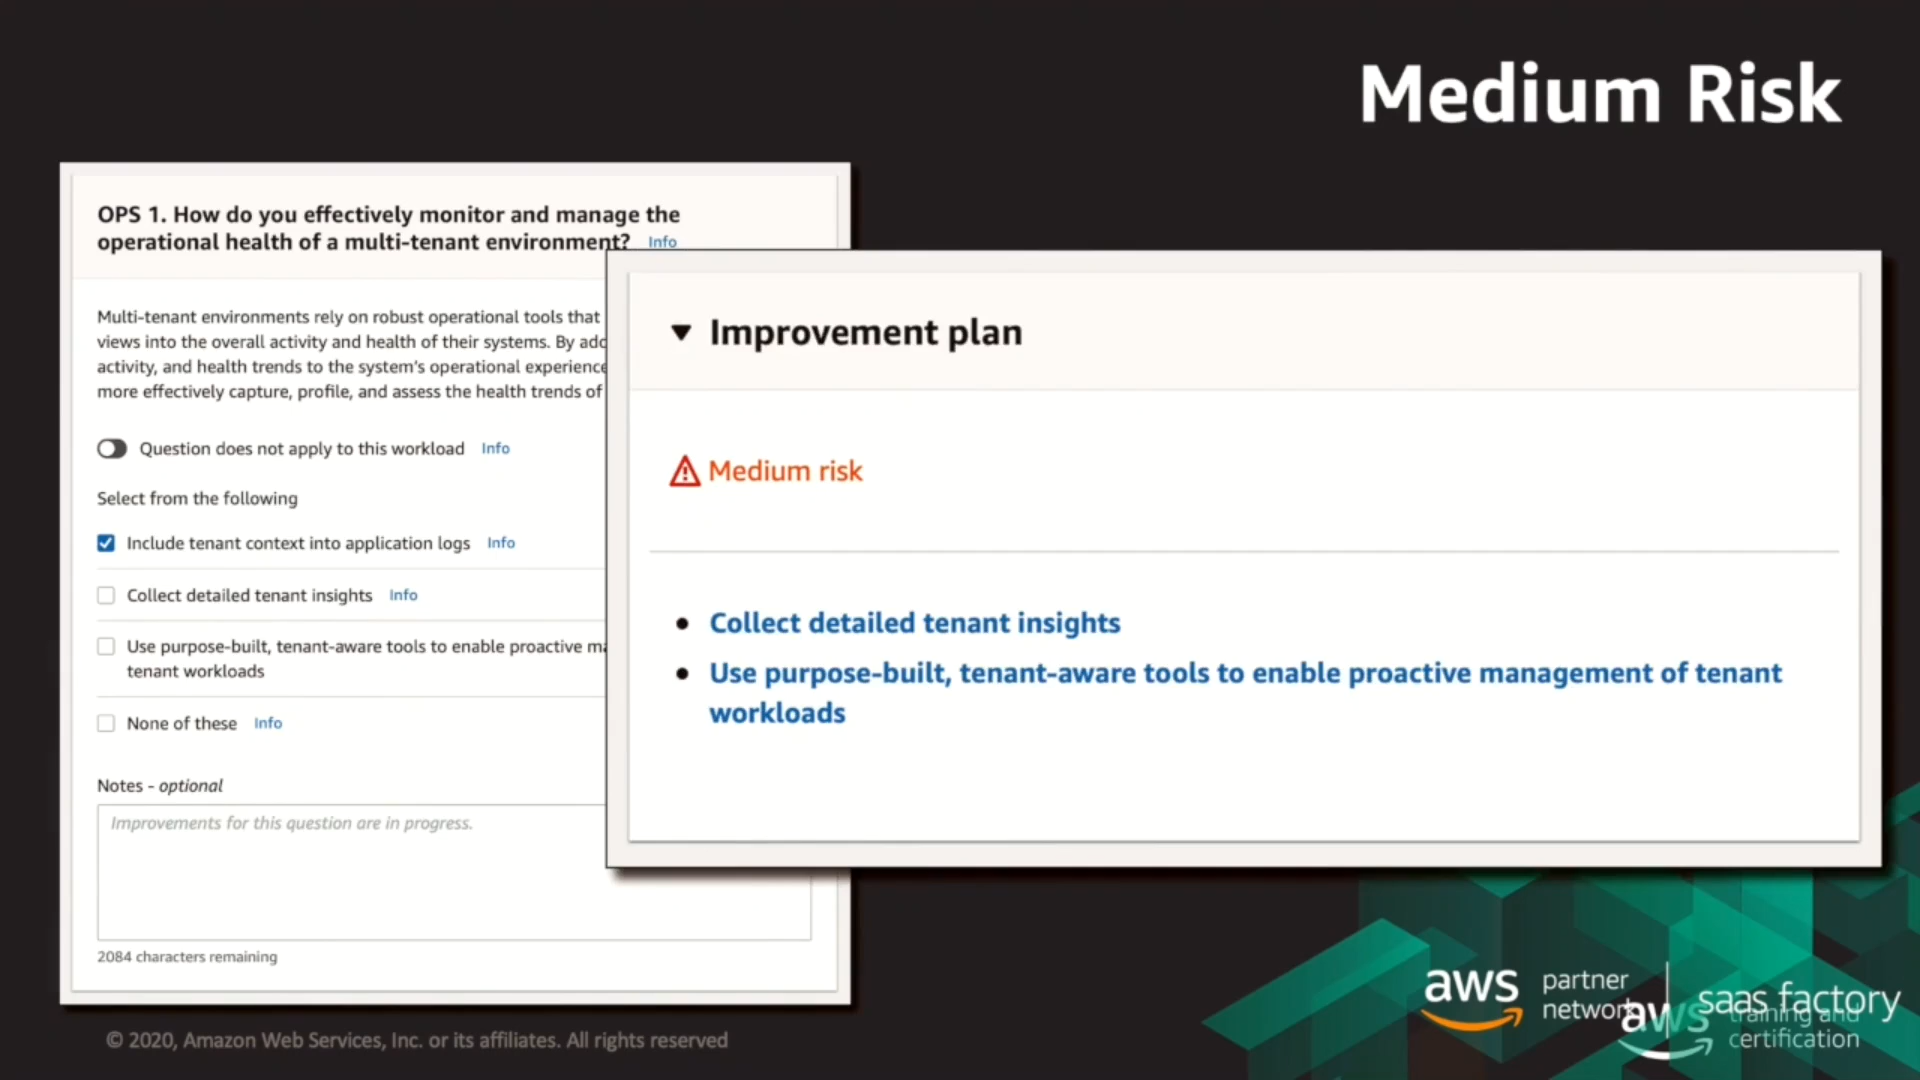 Medium Risk
OPS 1. How do you effectively monitor and manage the
operational health of a multi-tenant environment? Info
Multi-tenant environments rely on robust operational tools that
views into the overall activity and health of their systems. By
activity, and health trends to the system's operational experience
more effectively capture, profile, and assess the health trends of
Question does not apply to this workload Info
Select from the following
Include tenant context into application logs Info
Collect detailed tenant insights Info
Use purpose-built, tenant-aware tools to enable proactive
tenant workloads
None of these Info
Notes - optional
Improvements for this question are in progress.
2084 characters remaining
Improvement plan
Medium risk
• Collect detailed tenant insights
• Use purpose-built, tenant-aware tools to enable proactive management of tenant
workloads
© 2020, Amazon Web Services, Inc. or its affiliates. All rights reserved
aws partner
network
saas factory
aws training and
certification